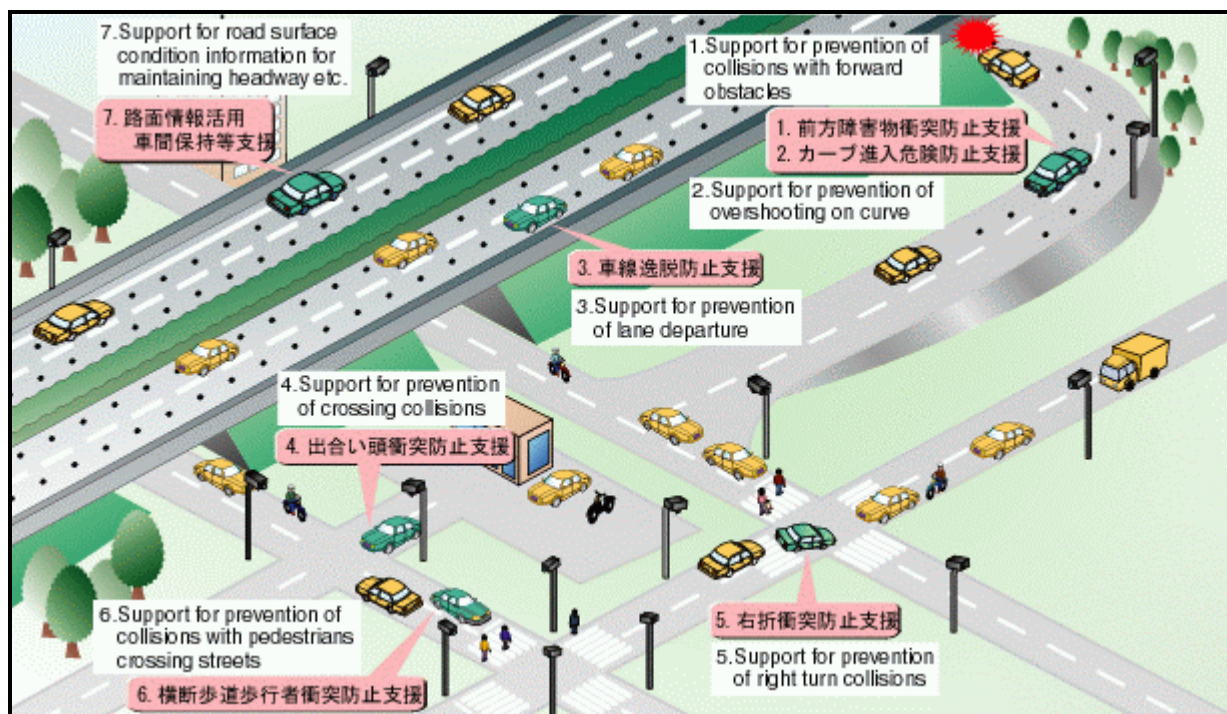 7.Support for road surface
condition information for
maintaining headway etc.
7. 路面情報活用
車間保持等支援
1.Support for prevention of
collisions with forward
obstacles
1. 前方障害物衝突防止支援
2. カーブ進入危険防止支援
2.Support for prevention of
overshooting on curve
3. 車線逸脱防止支援
3.Support for prevention
of lane departure
4.Support for prevention
of crossing collisions
4. 出合い頭衝突防止支援
6.Support for prevention of
collisions with pedestrians
crossing streets
6. 横断歩道歩行者衝突防止支援
5. 右折衝突防止支援
5.Support for prevention
of right turn collisions